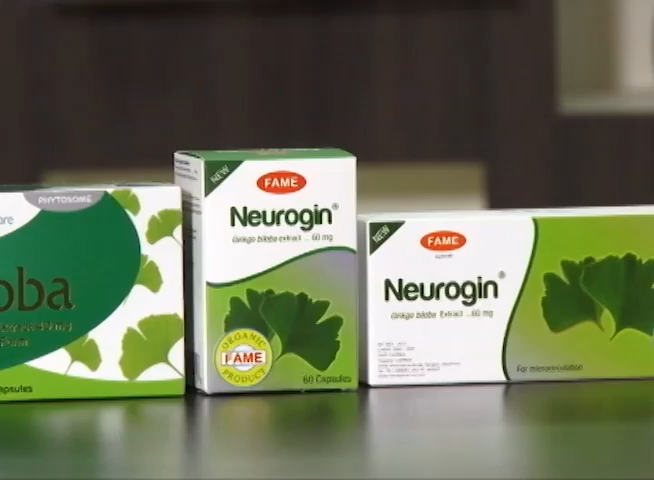 PHYTOSOME
oba
apsules
NEW
FAME
Neurogin®
Ginkgo biloba extract ... 60 mg
ORGANIC
FAME
PRODUCT
60 Capsules
NEW
FAME
Neurogin®
Ginkgo biloba Extract ... 60 mg
For microcirculation